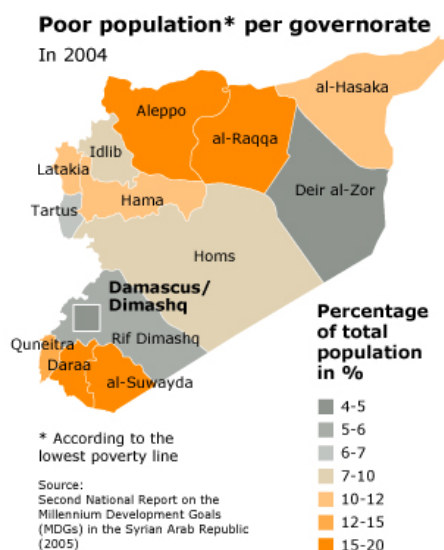 Poor population* per governorate
In 2004
al-Hasaka
Aleppo
al-Raqqa
Idlib
Latakia
Deir al-Zor
Hama
Tartus
Homs
Damascus/
Dimashq
Rif Dimashq
Quneitra
Daraa
al-Suwayda
Percentage
of total
population
in %
4-5
5-6
6-7
7-10
10-12
12-15
15-20
* According to the
lowest poverty line
Source:
Second National Report on the
Millennium Development Goals
(MDGs) in the Syrian Arab Republic
(2005)